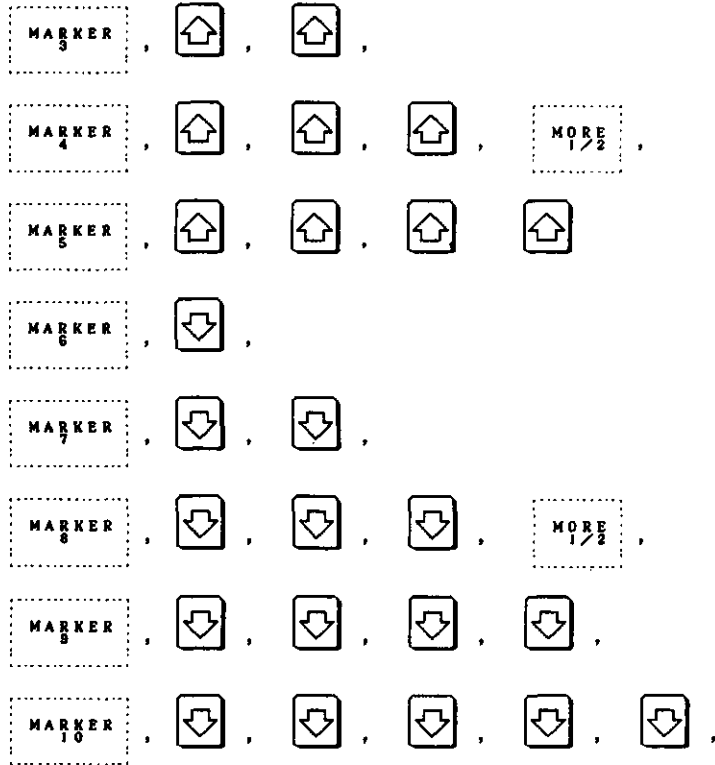 MARKER
3 , , ,
MARKER
4 , , , , MORE
1/2 ,
MARKER
5 , , ,
MARKER
6 , ,
MARKER
7 , , ,
MARKER
8 , , , , MORE
1/2 ,
MARKER
9 , , , , ,
MARKER
10 , , , , , ,